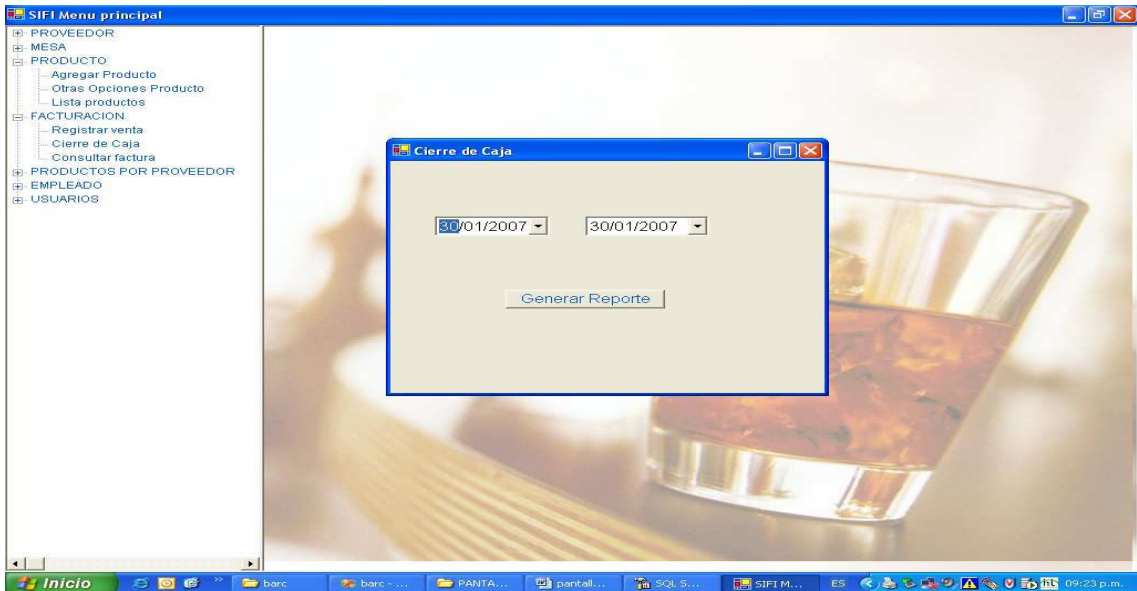 SIFI Menu principal
PROVEEDOR
MESA
PRODUCTO
Agregar Producto
Otras Opciones Producto
Lista productos
FACTURACION
Registrar venta
Cierre de Caja
Consultar factura
PRODUCTOS POR PROVEEDOR
EMPLEADO
USUARIOS
Cierre de Caja
30/01/2007 30/01/2007
Generar Reporte
Inicio barc barc - ... PANTA... pantall... SQL S... SIFI M... ES 09:23 p.m.